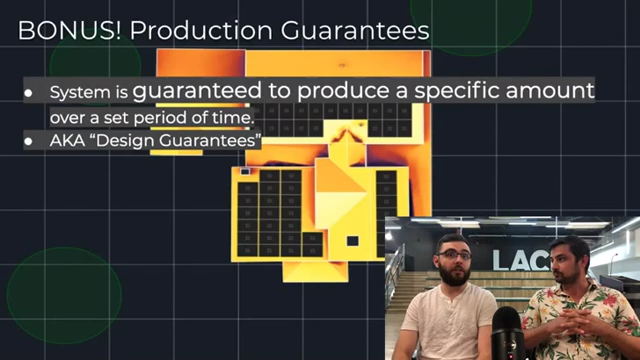 BONUS! Production Guarantees
● System is guaranteed to produce a specific amount
over a set period of time.
● AKA “Design Guarantees”
LAC